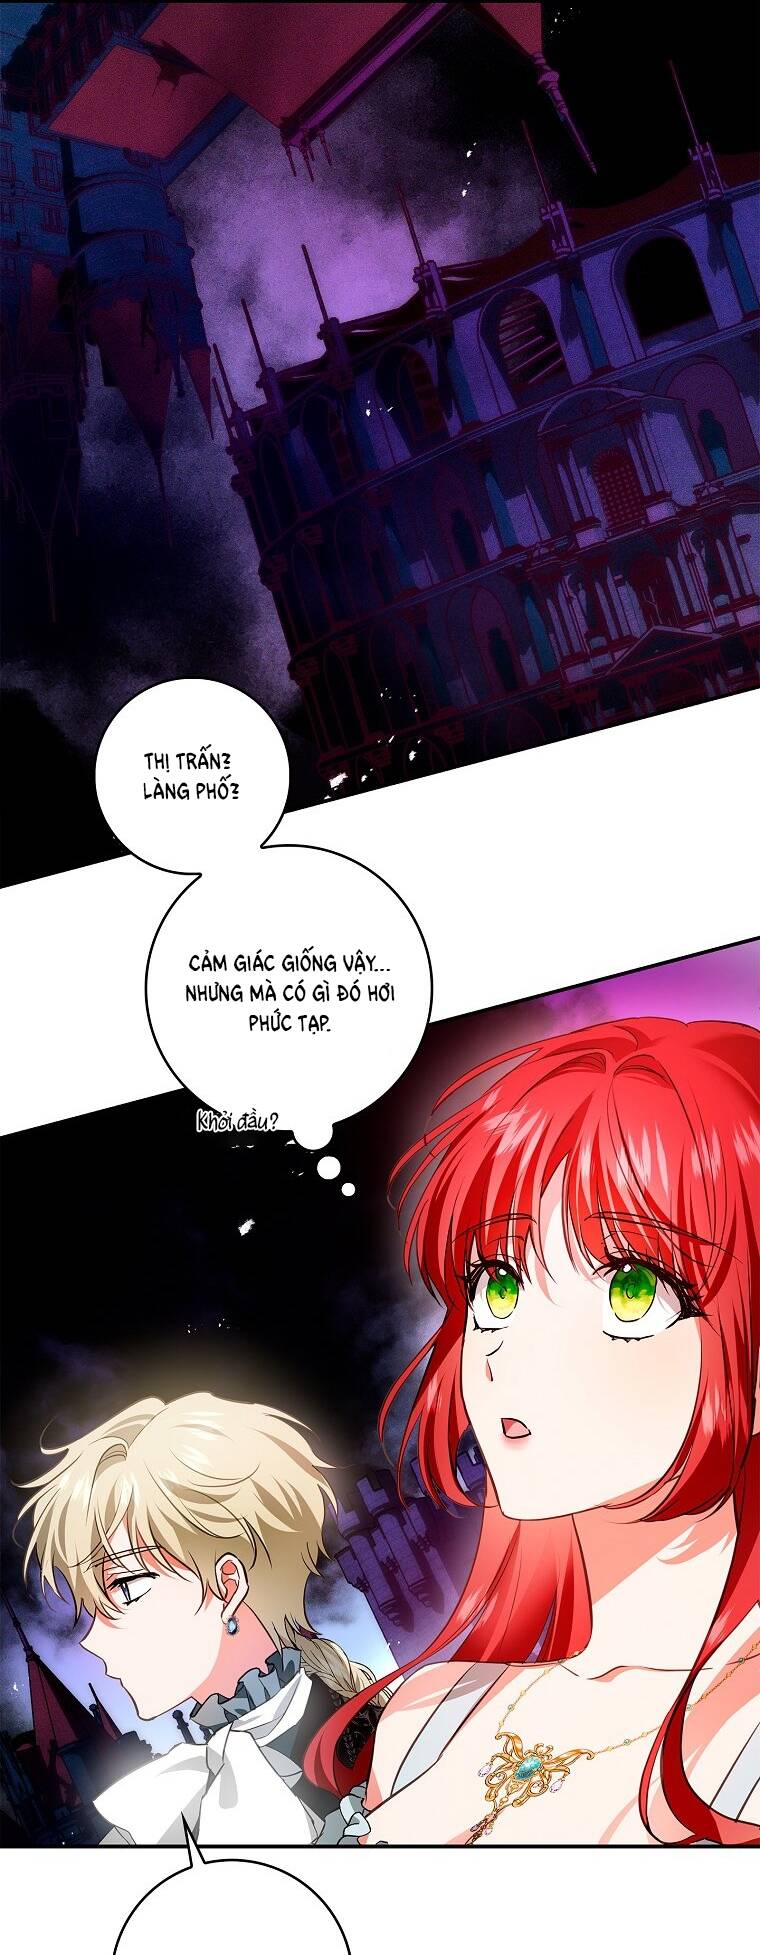 THỊ TRẤN?
LÀNG PHỐ?
CẢM GIÁC GIỐNG VẬY...
NHƯNG MÀ CÓ GÌ ĐÓ HƠI
PHỨC TẠP.
Khởi đầu?